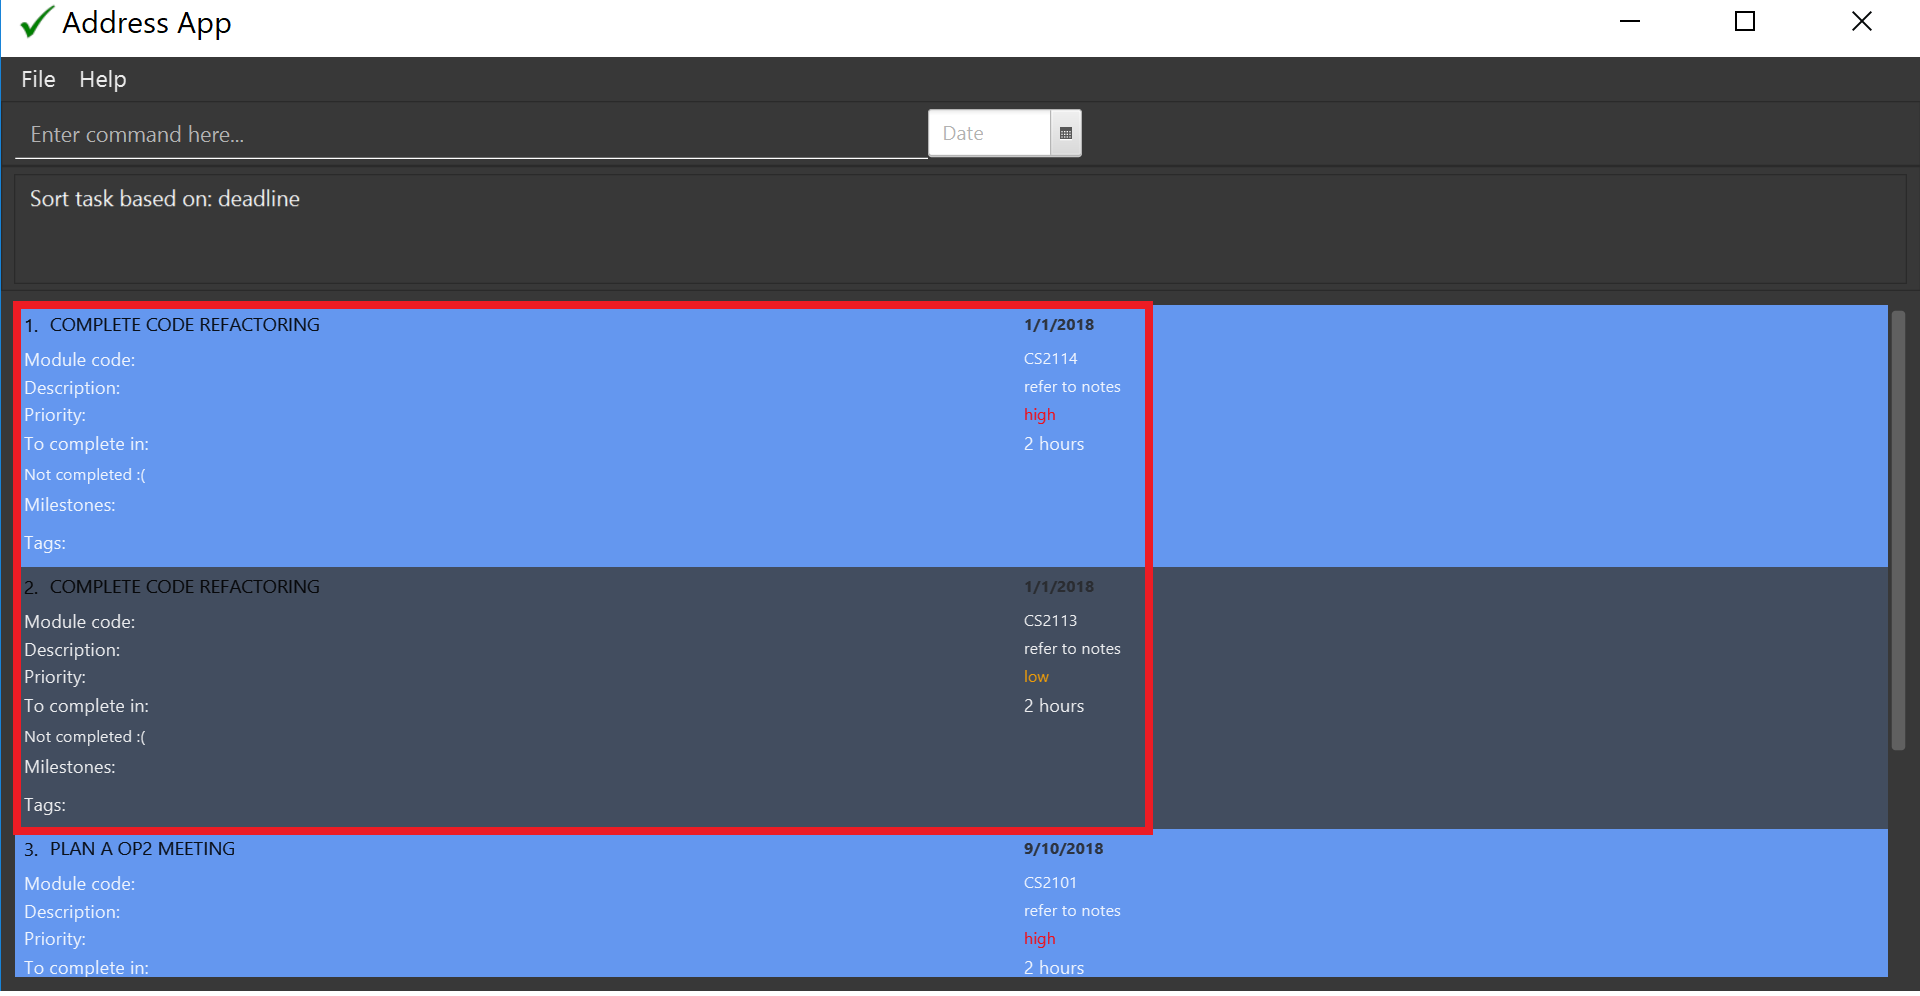 Address App
File Help
Enter command here... Date
Sort task based on: deadline
1. COMPLETE CODE REFACTORING 1/1/2018
Module code: CS2114
Description: refer to notes
Priority: high
To complete in: 2 hours
Not completed :(
Milestones:
Tags:
2. COMPLETE CODE REFACTORING 1/1/2018
Module code: CS2113
Description: refer to notes
Priority: low
To complete in: 2 hours
Not completed :(
Milestones:
Tags:
3. PLAN A OP2 MEETING 9/10/2018
Module code: CS2101
Description: refer to notes
Priority: high
To complete in: 2 hours